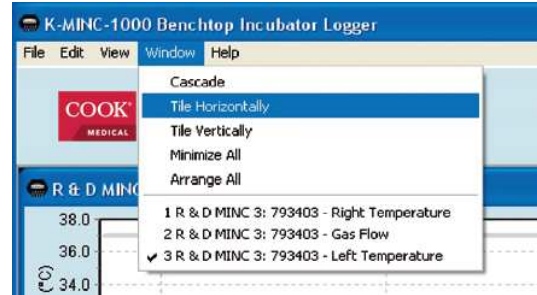 K-MINC-1000 Benchtop Incubator Logger
File Edit View Window Help
Cascade
Tile Horizontally
Tile Vertically
Minimize All
Arrange All
1 R & D MINC 3: 793403 - Right Temperature
2 R & D MINC 3: 793403 - Gas Flow
✔ 3 R & D MINC 3: 793403 - Left Temperature
COOK®
MEDICAL
R & D MINC
38.0
36.0
34.0
(°C)